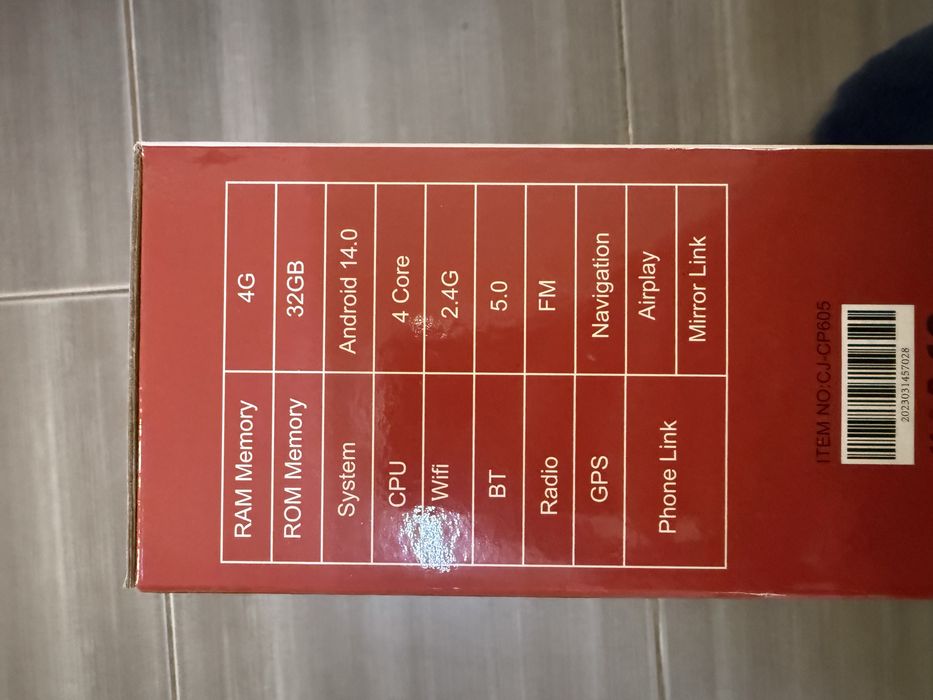 RAM Memory 4G
ROM Memory 32GB
System Android 14.0
CPU 4 Core
Wifi 2.4G
BT 5.0
Radio FM
GPS Navigation
Phone Link Airplay
Mirror Link
ITEM NO:CJ-CP605
2023031457028